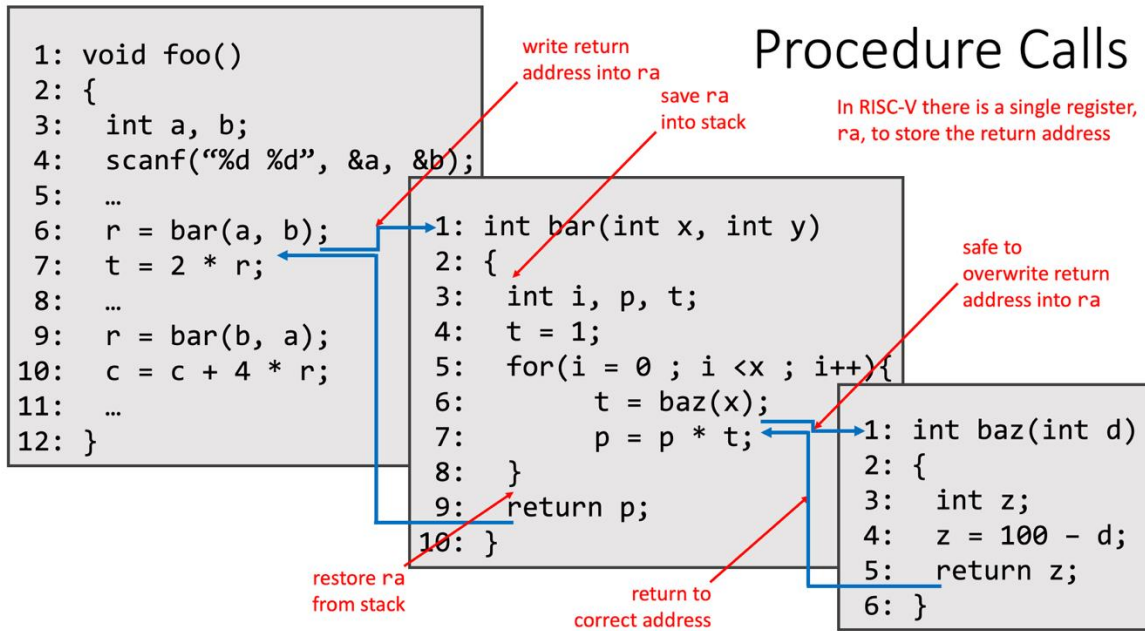 Procedure Calls
In RISC-V there is a single register,
ra, to store the return address
1: void foo()
2: {
3: int a, b;
4: scanf(“%d %d”, &a, &b);
5: …
6: r = bar(a, b);
7: t = 2 * r;
8: …
9: r = bar(b, a);
10: c = c + 4 * r;
11: …
12: }
write return
address into ra
save ra
into stack
1: int bar(int x, int y)
2: {
3: int i, p, t;
4: t = 1;
5: for(i = 0 ; i <x ; i++){
6: t = baz(x);
7: p = p * t;
8: }
9: return p;
10: }
safe to
overwrite return
address into ra
1: int baz(int d)
2: {
3: int z;
4: z = 100 – d;
5: return z;
6: }
restore ra
from stack
return to
correct address